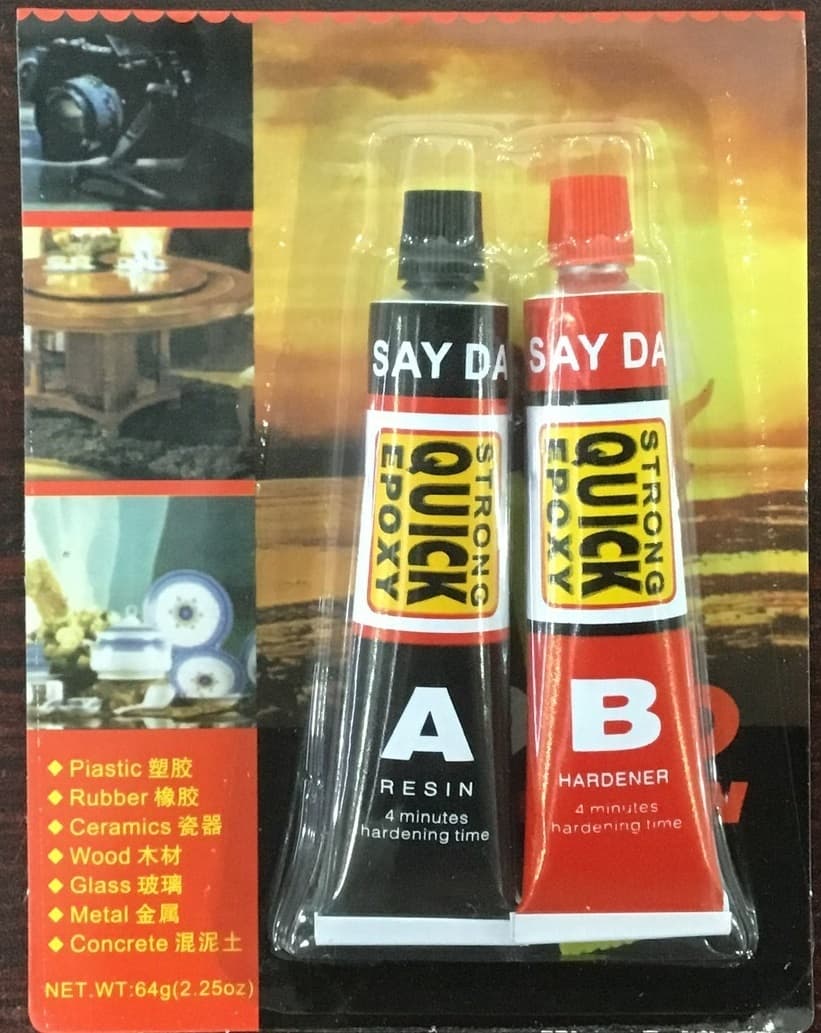 SAY DA
STRONG
QUICK
EPOXY
A
RESIN
4 minutes
hardening time
SAY DA
STRONG
QUICK
EPOXY
B
HARDENER
4 minutes
hardening time
◆ Piastic 塑胶
◆ Rubber 橡胶
◆ Ceramics 瓷器
◆ Wood 木材
◆ Glass 玻璃
◆ Metal 金属
◆ Concrete 混泥土
NET.WT:64g(2.25oz)